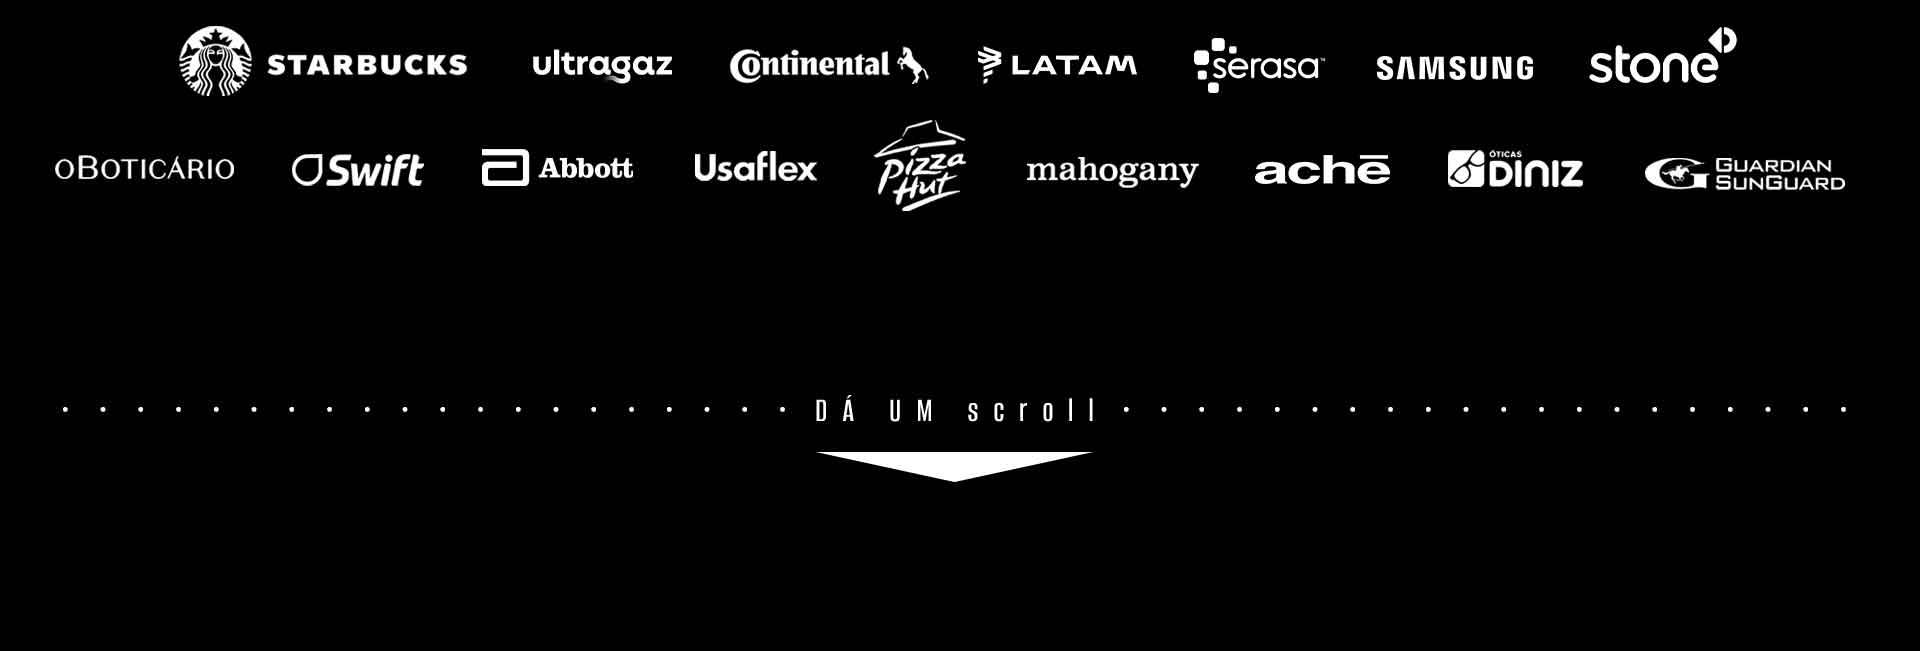 STARBUCKS ultragaz Continental LATAM serasa™ SAMSUNG stone
oBOTICÁRIO Swift Abbott Usaflex Pizza Hut mahogany achē ÓTICAS DINIZ GUARDIAN SUNGUARD
DÁ UM scroll